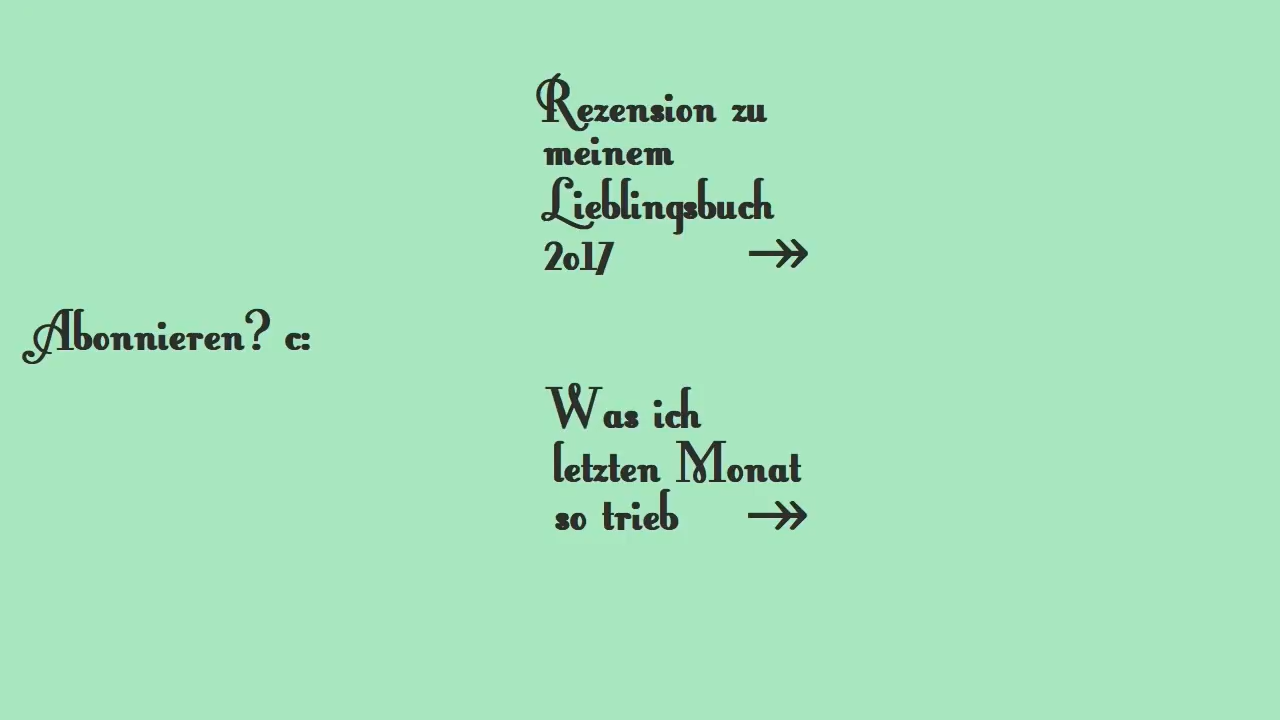 Rezension zu
meinem
Lieblingsbuch
2017 ↠
Abonnieren? c:
Was ich
letzten Monat
so trieb ↠